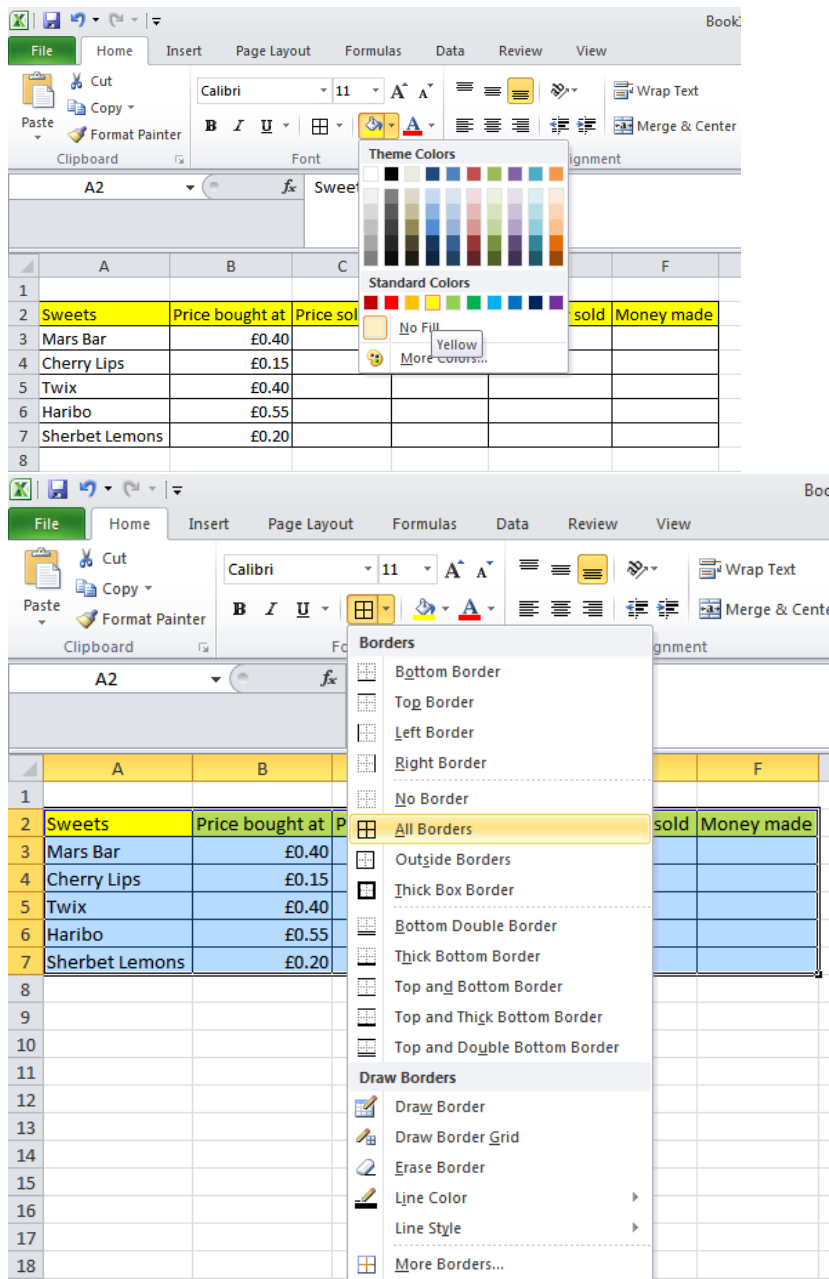 Book1
File Home Insert Page Layout Formulas Data Review View
Cut
Copy
Paste
Format Painter
Clipboard
Calibri 11 A A
B I U A
Font
Wrap Text
Merge & Center
ignment
Theme Colors
Standard Colors
No Fill
Yellow
More Colors...
A2 fx Sweet
A B C F
1
2 Sweets Price bought at Price sol sold Money made
3 Mars Bar £0.40
4 Cherry Lips £0.15
5 Twix £0.40
6 Haribo £0.55
7 Sherbet Lemons £0.20
8
Boo
File Home Insert Page Layout Formulas Data Review View
Cut
Copy
Paste
Format Painter
Clipboard
Calibri 11 A A
B I U A
Fo
Wrap Text
Merge & Cente
gnment
A2 fx
A B F
1
2 Sweets Price bought at P sold Money made
3 Mars Bar £0.40
4 Cherry Lips £0.15
5 Twix £0.40
6 Haribo £0.55
7 Sherbet Lemons £0.20
8
9
10
11
12
13
14
15
16
17
18
Borders
Bottom Border
Top Border
Left Border
Right Border
No Border
All Borders
Outside Borders
Thick Box Border
Bottom Double Border
Thick Bottom Border
Top and Bottom Border
Top and Thick Bottom Border
Top and Double Bottom Border
Draw Borders
Draw Border
Draw Border Grid
Erase Border
Line Color
Line Style
More Borders...